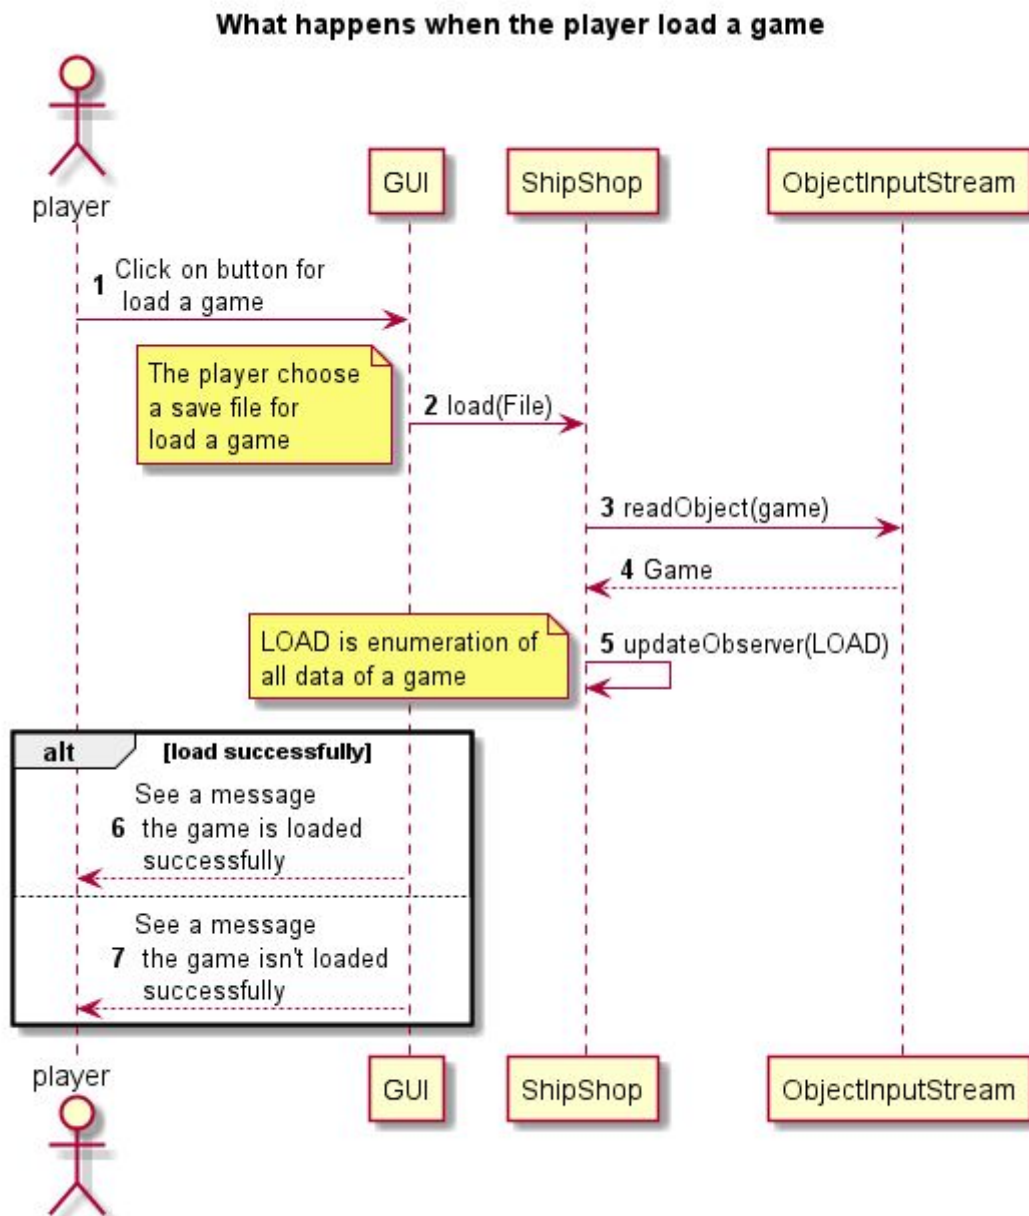 What happens when the player load a game
player
GUI
ShipShop
ObjectInputStream
1 Click on button for
load a game
The player choose
a save file for
load a game
2 load(File)
3 readObject(game)
4 Game
LOAD is enumeration of
all data of a game
5 updateObserver(LOAD)
alt [load successfully]
See a message
6 the game is loaded
successfully
See a message
7 the game isn't loaded
successfully
player
GUI
ShipShop
ObjectInputStream